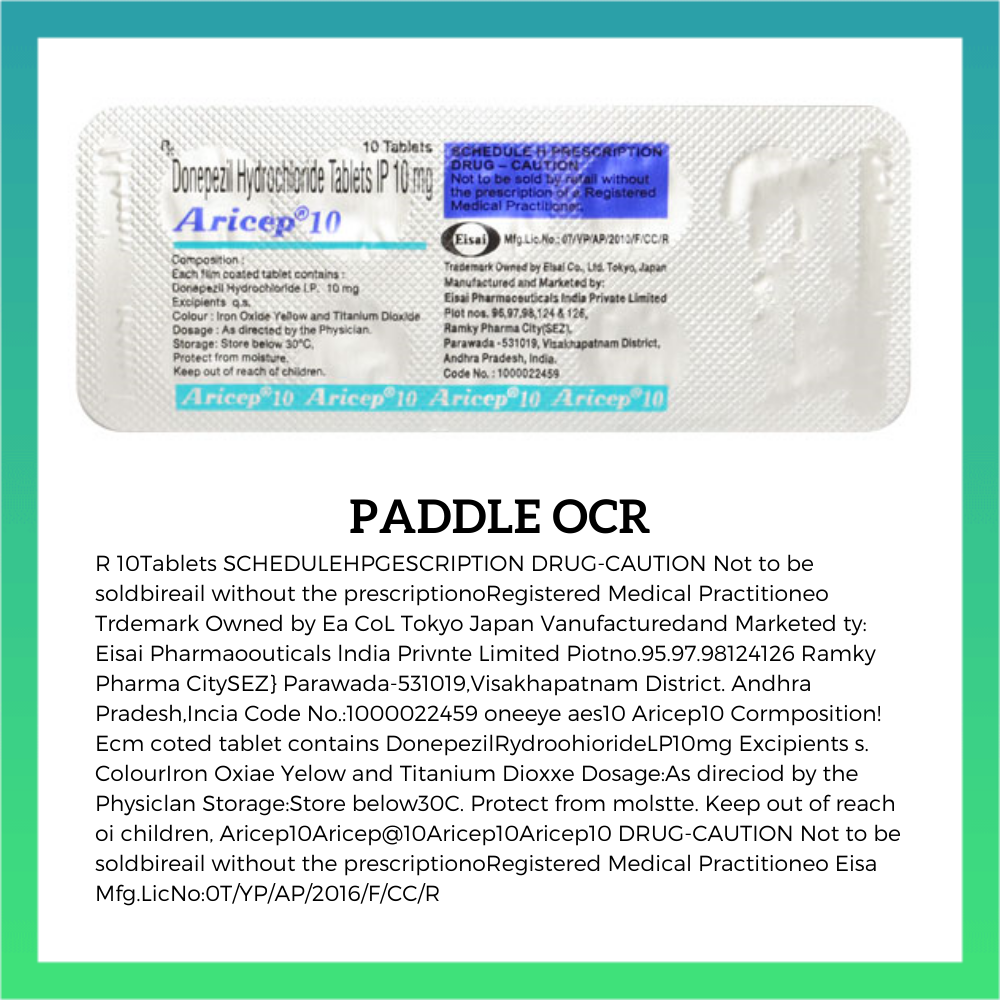 Rx
10 Tablets
Donepezil Hydrochloride Tablets IP 10 mg
Aricep®10
Composition :
Each film coated tablet contains :
Donepezil Hydrochloride I.P. 10 mg
Excipients q.s.
Colour : Iron Oxide Yellow and Titanium Dioxide
Dosage : As directed by the Physician.
Storage: Store below 30°C.
Protect from moisture.
Keep out of reach of children.
SCHEDULE H PRESCRIPTION
DRUG – CAUTION
Not to be sold by retail without
the prescription of a Registered
Medical Practitioner.
Eisai
Mfg.Lic.No.: 07/VP/AP/2010/F/CC/R
Trademark Owned by Eisai Co., Ltd. Tokyo, Japan
Manufactured and Marketed by:
Eisai Pharmaceuticals India Private Limited
Plot nos. 96,97,98,124 & 126,
Ramky Pharma City(SEZ),
Parawada -531019, Visakhapatnam District,
Andhra Pradesh, India.
Code No. : 1000022459
Aricep®10 Aricep®10 Aricep®10 Aricep®10
PADDLE OCR
R 10Tablets SCHEDULEHPGESCRIPTION DRUG-CAUTION Not to be
soldbireail without the prescriptionoRegistered Medical Practitioneo
Trdemark Owned by Ea CoL Tokyo Japan Vanufacturedand Marketed ty:
Eisai Pharmaoouticals lndia Privnte Limited Piotno.95.97.98124126 Ramky
Pharma CitySEZ} Parawada-531019,Visakhapatnam District. Andhra
Pradesh,Incia Code No.:1000022459 oneeye aes10 Aricep10 Cormposition!
Ecm coted tablet contains DonepezilRydroohiorideLP10mg Excipients s.
ColourIron Oxiae Yelow and Titanium Dioxxe Dosage:As direciod by the
Physiclan Storage:Store below30C. Protect from molstte. Keep out of reach
oi children, Aricep10Aricep@10Aricep10Aricep10 DRUG-CAUTION Not to be
soldbireail without the prescriptionoRegistered Medical Practitioneo Eisa
Mfg.LicNo:0T/YP/AP/2016/F/CC/R